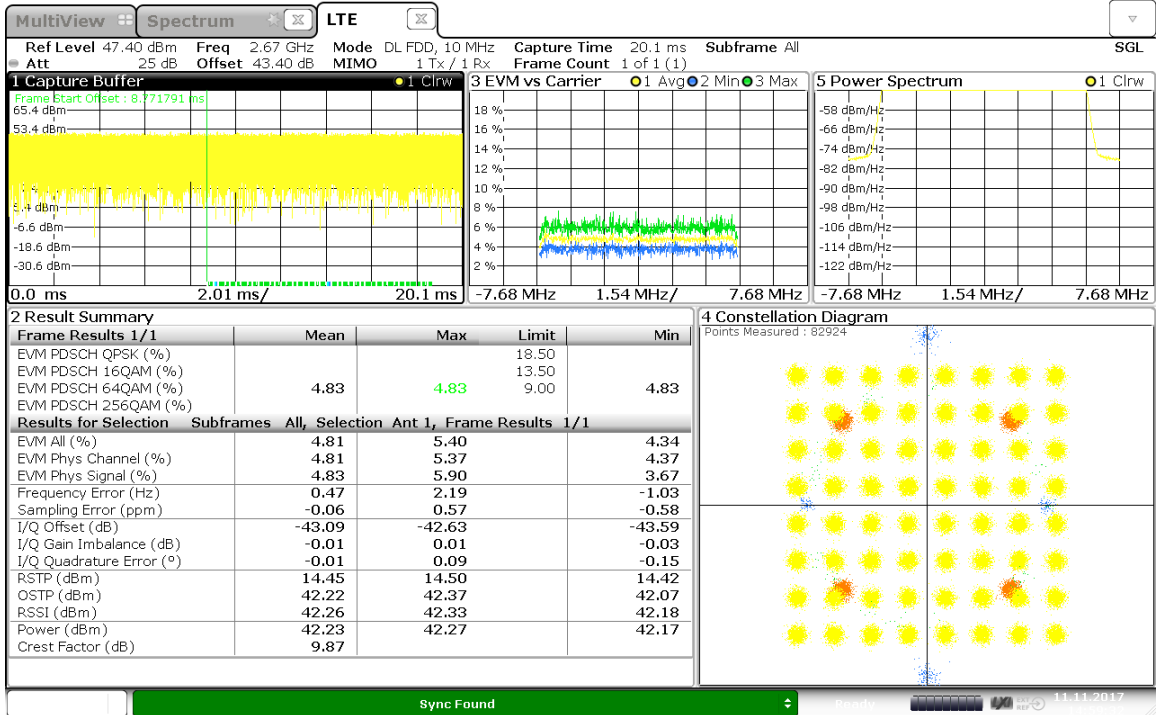 MultiView Spectrum LTE
Ref Level 47.40 dBm Freq 2.67 GHz Mode DL FDD, 10 MHz Capture Time 20.1 ms Subframe All SGL
Att 25 dB Offset 43.40 dB MIMO 1 Tx / 1 Rx Frame Count 1 of 1 (1)
1 Capture Buffer 1 Clrw
Frame Start Offset : 8.771791 ms
65.4 dBm
53.4 dBm
5.4 dBm
-6.6 dBm
-18.6 dBm
-30.6 dBm
0.0 ms 2.01 ms/ 20.1 ms
3 EVM vs Carrier 1 Avg 2 Min 3 Max
18 %
16 %
14 %
12 %
10 %
8 %
6 %
4 %
2 %
-7.68 MHz 1.54 MHz/ 7.68 MHz
5 Power Spectrum 1 Clrw
-58 dBm/Hz
-66 dBm/Hz
-74 dBm/Hz
-82 dBm/Hz
-90 dBm/Hz
-98 dBm/Hz
-106 dBm/Hz
-114 dBm/Hz
-122 dBm/Hz
-7.68 MHz 1.54 MHz/ 7.68 MHz
2 Result Summary
Frame Results 1/1 Mean Max Limit Min
EVM PDSCH QPSK (%) 18.50
EVM PDSCH 16QAM (%) 13.50
EVM PDSCH 64QAM (%) 4.83 4.83 9.00 4.83
EVM PDSCH 256QAM (%)
Results for Selection Subframes All, Selection Ant 1, Frame Results 1/1
EVM All (%) 4.81 5.40 4.34
EVM Phys Channel (%) 4.81 5.37 4.37
EVM Phys Signal (%) 4.83 5.90 3.67
Frequency Error (Hz) 0.47 2.19 -1.03
Sampling Error (ppm) -0.06 0.57 -0.58
I/Q Offset (dB) -43.09 -42.63 -43.59
I/Q Gain Imbalance (dB) -0.01 0.01 -0.03
I/Q Quadrature Error (°) -0.01 0.09 -0.15
RSTP (dBm) 14.45 14.50 14.42
OSTP (dBm) 42.22 42.37 42.07
RSSI (dBm) 42.26 42.33 42.18
Power (dBm) 42.23 42.27 42.17
Crest Factor (dB) 9.87
4 Constellation Diagram
Points Measured : 82924
Sync Found Ready LXI EXT REF 11.11.2017